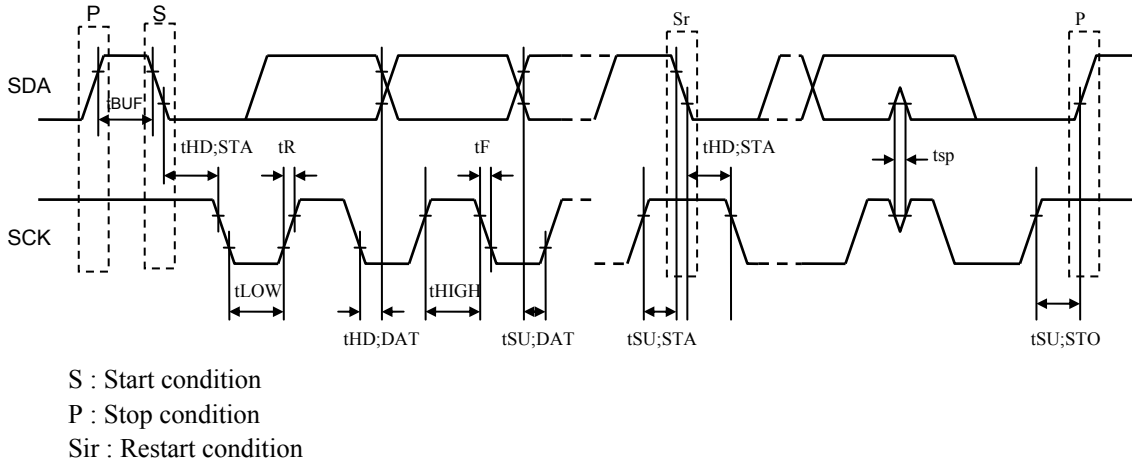 P S Sr P
SDA
tBUF
tHD;STA tR tF tHD;STA tsp
SCK
tLOW tHIGH
tHD;DAT tSU;DAT tSU;STA tSU;STO
S : Start condition
P : Stop condition
Sir : Restart condition